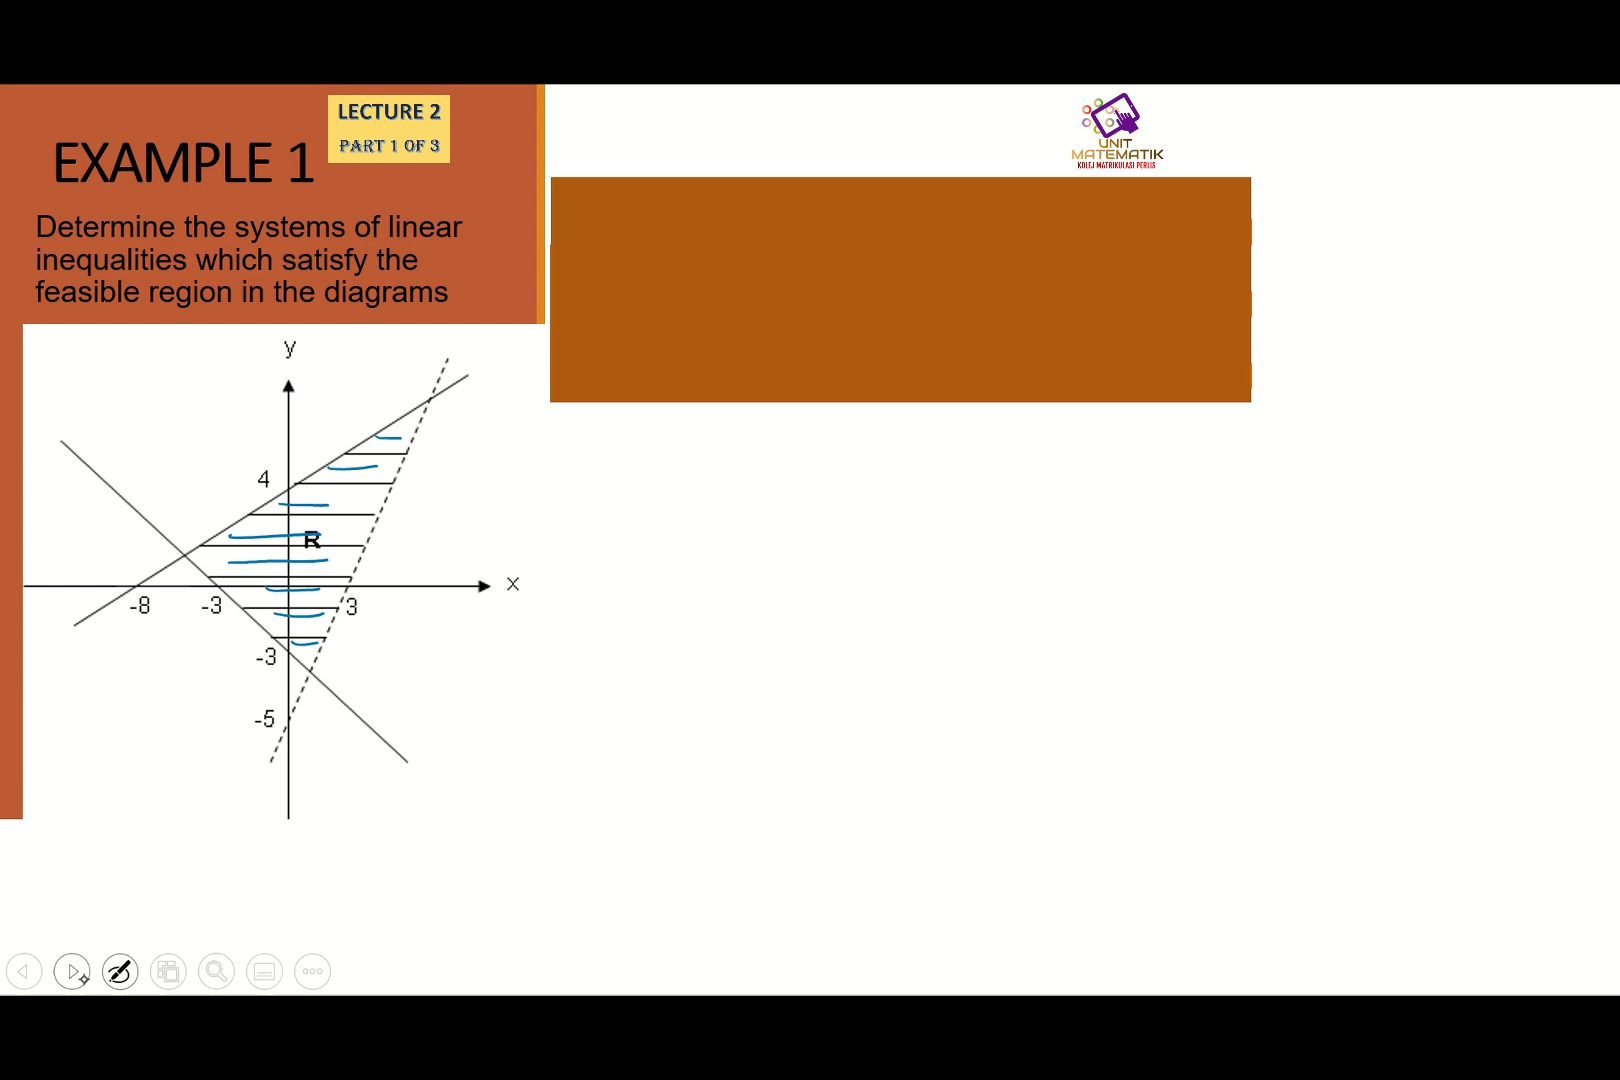 LECTURE 2
PART 1 OF 3
EXAMPLE 1
Determine the systems of linear
inequalities which satisfy the
feasible region in the diagrams
UNIT
MATEMATIK
KOLEJ MATRIKULASI PERLIS
y
4
R
x
-8
-3
3
-3
-5